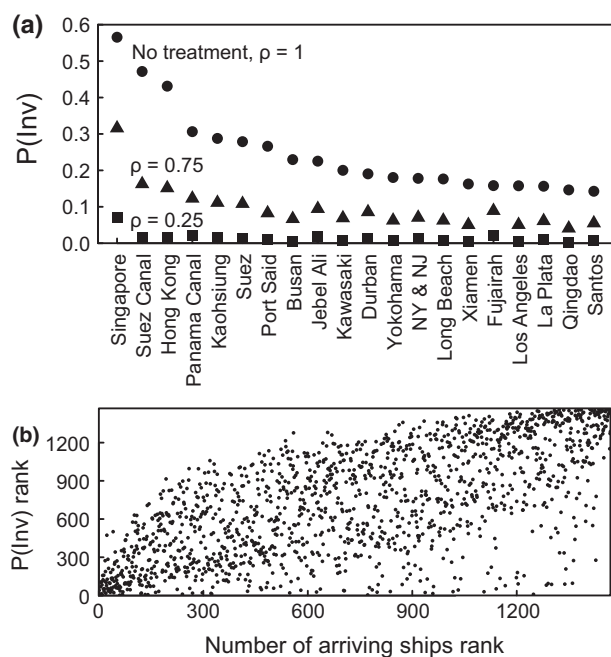 (a)
0.6
0.5
0.4
0.3
0.2
0.1
0.0
P(Inv)
No treatment, ρ = 1
ρ = 0.75
ρ = 0.25
Singapore
Suez Canal
Hong Kong
Panama Canal
Kaohsiung
Suez
Port Said
Busan
Jebel Ali
Kawasaki
Durban
Yokohama
NY & NJ
Long Beach
Xiamen
Fujairah
Los Angeles
La Plata
Qingdao
Santos
(b)
1200
900
600
300
0
P(Inv) rank
0 300 600 900 1200
Number of arriving ships rank